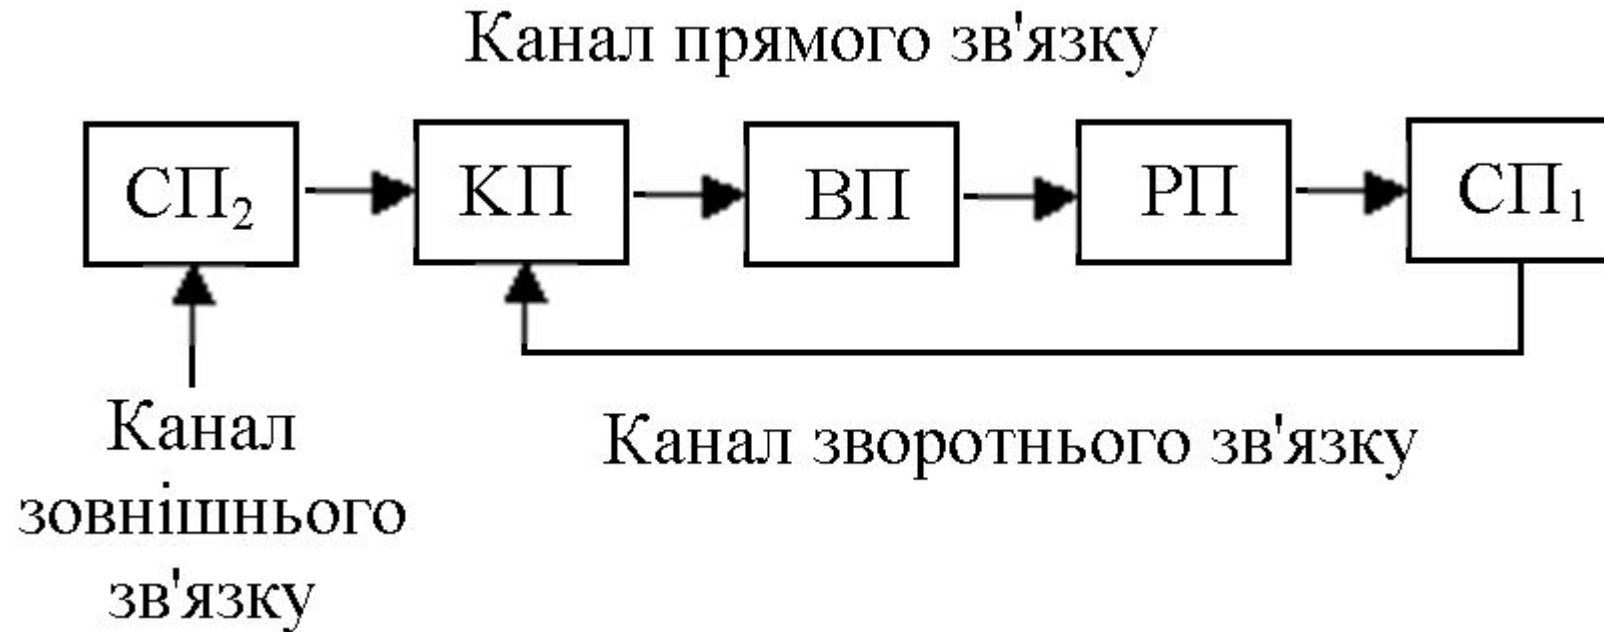 Канал прямого зв'язку
СП₂ КП ВП РП СП₁
Канал
зовнішнього
зв'язку
Канал зворотнього зв'язку